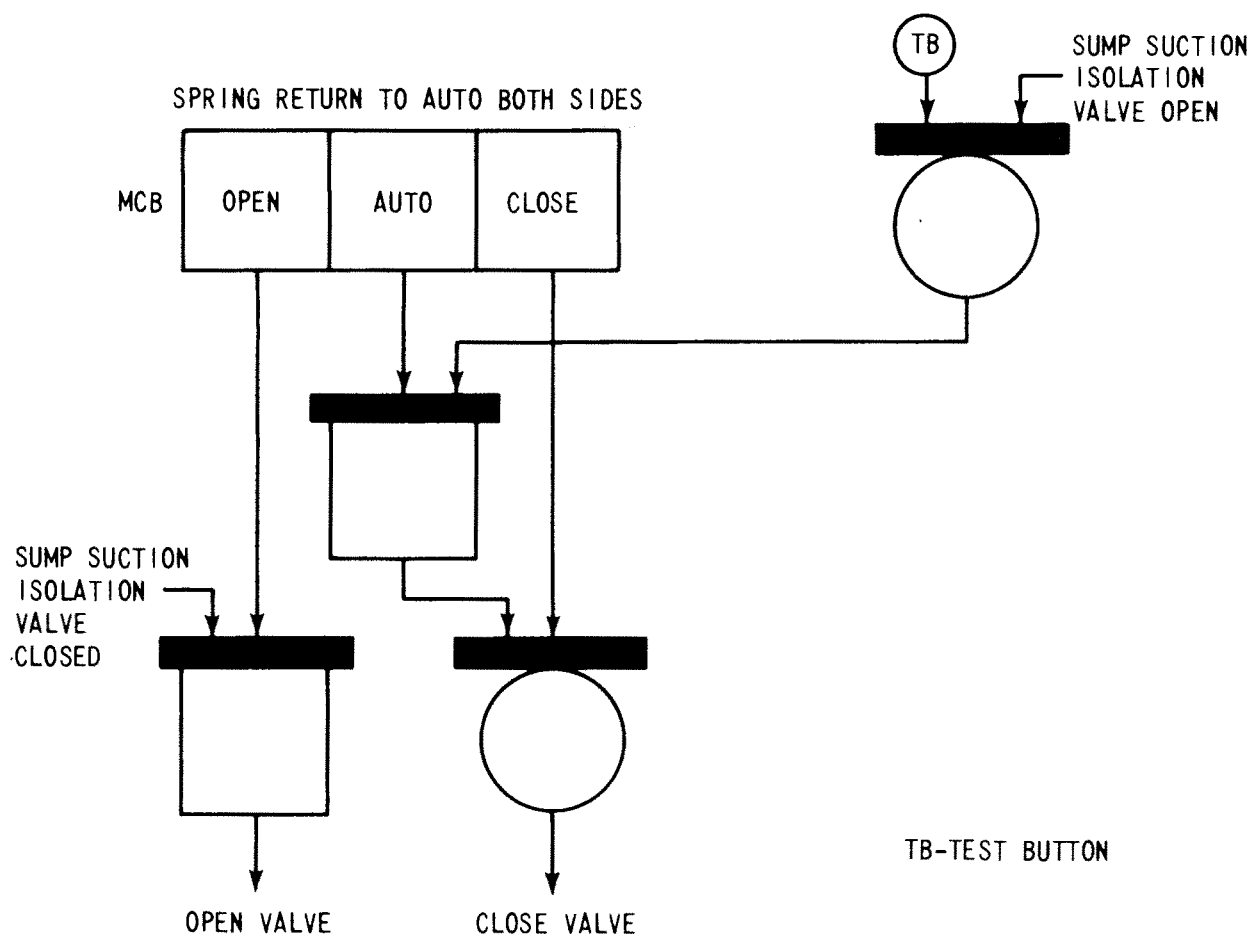 TB
SUMP SUCTION
ISOLATION
VALVE OPEN
SPRING RETURN TO AUTO BOTH SIDES
MCB
OPEN
AUTO
CLOSE
SUMP SUCTION
ISOLATION
VALVE
CLOSED
TB-TEST BUTTON
OPEN VALVE
CLOSE VALVE